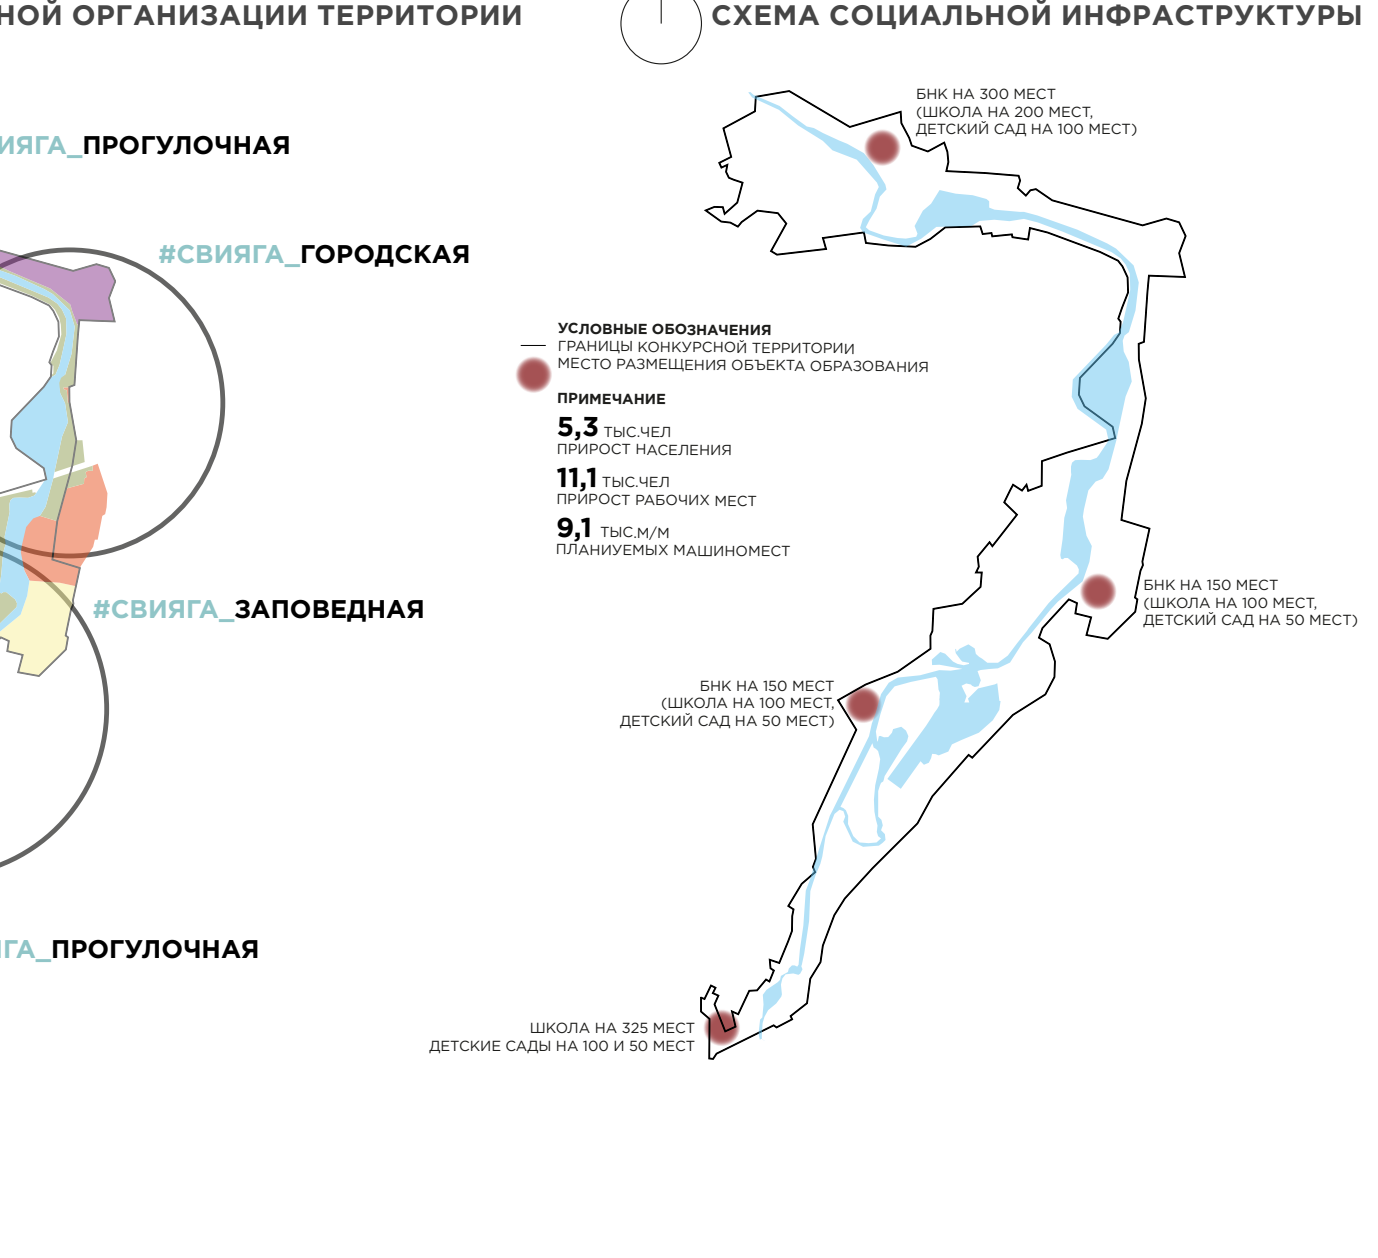 НОЙ ОРГАНИЗАЦИИ ТЕРРИТОРИИ
ИЯГА_ПРОГУЛОЧНАЯ
#СВИЯГА_ГОРОДСКАЯ
#СВИЯГА_ЗАПОВЕДНАЯ
ГА_ПРОГУЛОЧНАЯ
СХЕМА СОЦИАЛЬНОЙ ИНФРАСТРУКТУРЫ
БНК НА 300 МЕСТ
(ШКОЛА НА 200 МЕСТ,
ДЕТСКИЙ САД НА 100 МЕСТ)
УСЛОВНЫЕ ОБОЗНАЧЕНИЯ
ГРАНИЦЫ КОНКУРСНОЙ ТЕРРИТОРИИ
МЕСТО РАЗМЕЩЕНИЯ ОБЪЕКТА ОБРАЗОВАНИЯ
ПРИМЕЧАНИЕ
5,3 ТЫС.ЧЕЛ
ПРИРОСТ НАСЕЛЕНИЯ
11,1 ТЫС.ЧЕЛ
ПРИРОСТ РАБОЧИХ МЕСТ
9,1 ТЫС.М/М
ПЛАНИУЕМЫХ МАШИНОМЕСТ
БНК НА 150 МЕСТ
(ШКОЛА НА 100 МЕСТ,
ДЕТСКИЙ САД НА 50 МЕСТ)
БНК НА 150 МЕСТ
(ШКОЛА НА 100 МЕСТ,
ДЕТСКИЙ САД НА 50 МЕСТ)
ШКОЛА НА 325 МЕСТ
ДЕТСКИЕ САДЫ НА 100 И 50 МЕСТ